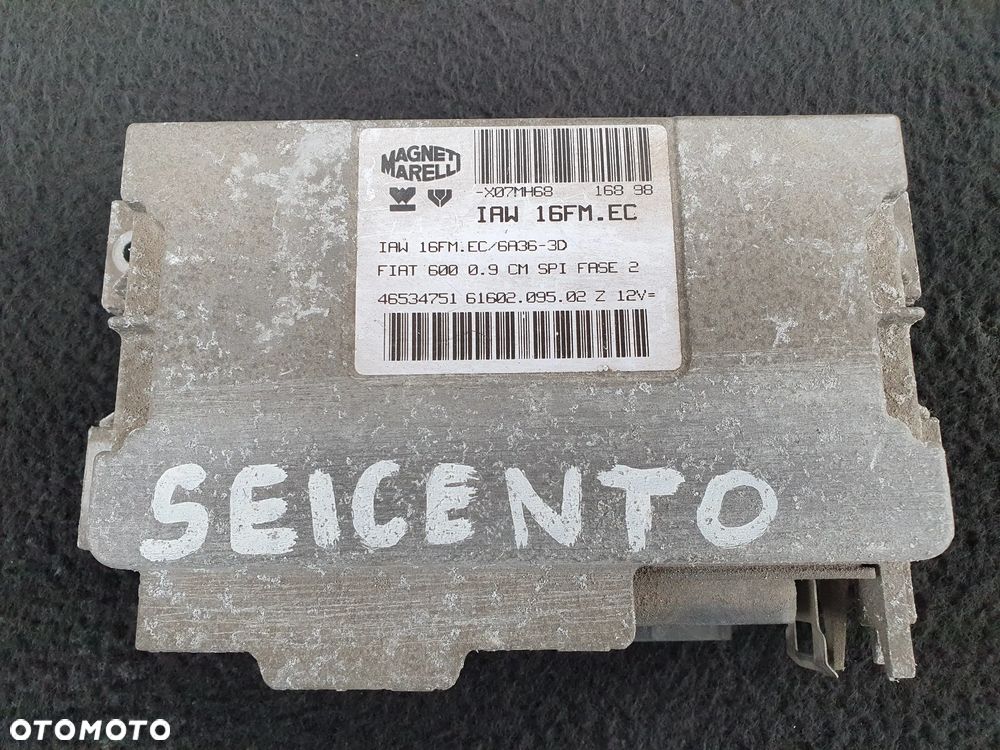 MAGNETI
MARELLI
-X07MH68 168 98
IAW 16FM.EC
IAW 16FM.EC/6A36-3D
FIAT 600 0.9 CM SPI FASE 2
46534751 61602.095.02 Z 12V=
SEICENTO
OTOMOTO